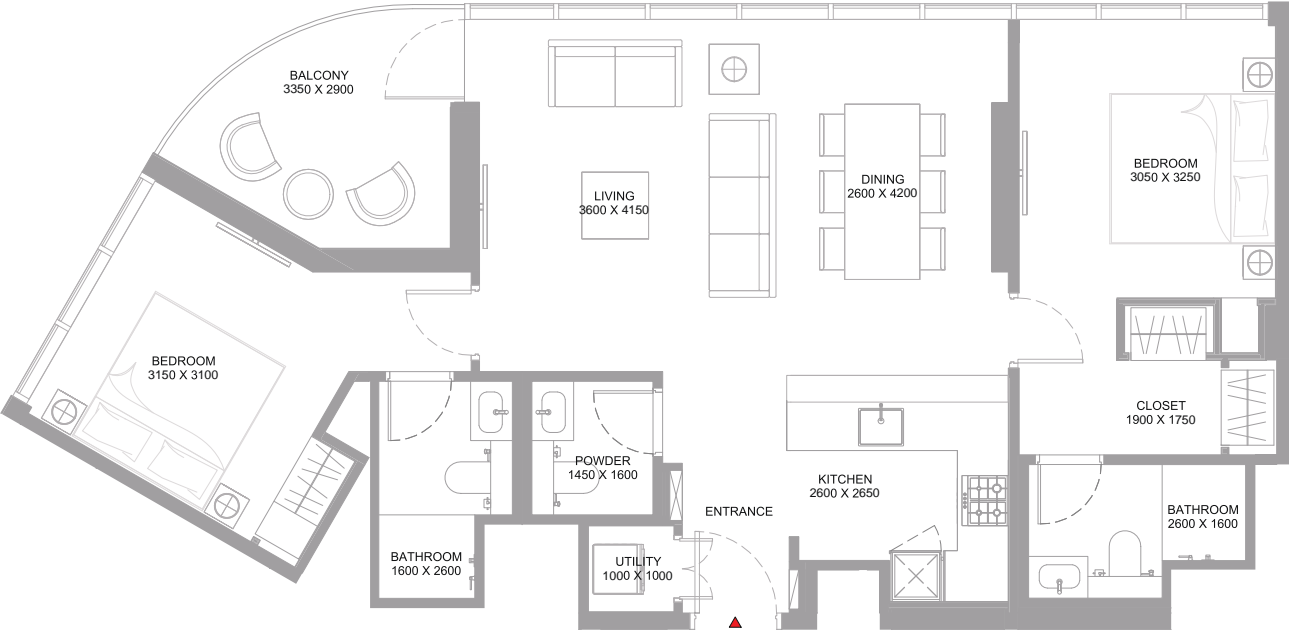 BALCONY
3350 X 2900
LIVING
3600 X 4150
DINING
2600 X 4200
BEDROOM
3050 X 3250
BEDROOM
3150 X 3100
CLOSET
1900 X 1750
POWDER
1450 X 1600
KITCHEN
2600 X 2650
ENTRANCE
BATHROOM
2600 X 1600
BATHROOM
1600 X 2600
UTILITY
1000 X 1000